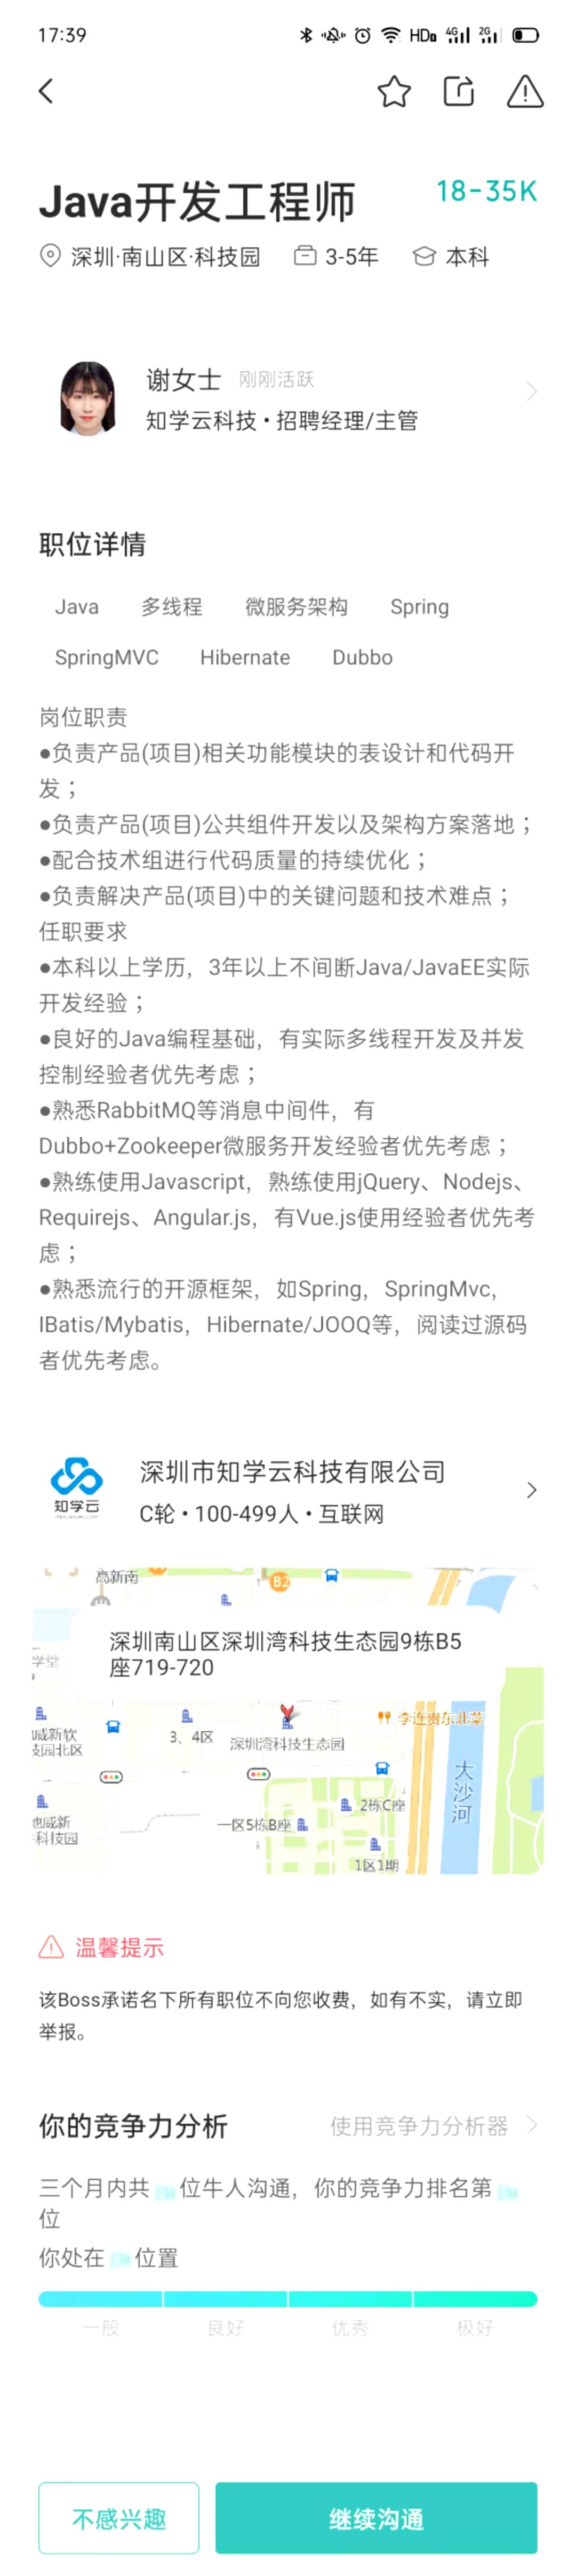 17:39
HD
4G
2G
Java开发工程师
18-35K
深圳·南山区·科技园
3-5年
本科
谢女士
刚刚活跃
知学云科技 • 招聘经理/主管
职位详情
Java
多线程
微服务架构
Spring
SpringMVC
Hibernate
Dubbo
岗位职责
●负责产品(项目)相关功能模块的表设计和代码开
发；
●负责产品(项目)公共组件开发以及架构方案落地；
●配合技术组进行代码质量的持续优化；
●负责解决产品(项目)中的关键问题和技术难点；
任职要求
●本科以上学历，3年以上不间断Java/JavaEE实际
开发经验；
●良好的Java编程基础，有实际多线程开发及并发
控制经验者优先考虑；
●熟悉RabbitMQ等消息中间件，有
Dubbo+Zookeeper微服务开发经验者优先考虑；
●熟练使用Javascript，熟练使用jQuery、Nodejs、
Requirejs、Angular.js，有Vue.js使用经验者优先考
虑；
●熟悉流行的开源框架，如Spring，SpringMvc，
IBatis/Mybatis，Hibernate/JOOQ等，阅读过源码
者优先考虑。
知学云
深圳市知学云科技有限公司
C轮 • 100-499人 • 互联网
高新南
B2
深圳南山区深圳湾科技生态园9栋B5
座719-720
学堂
威新软
技园北区
3、4区
深圳湾科技生态园
李连贵东北菜
大沙河
2栋C座
地威新
科技园
一区5栋B座
1区1期
温馨提示
该Boss承诺名下所有职位不向您收费，如有不实，请立即
举报。
你的竞争力分析
使用竞争力分析器
三个月内共
位牛人沟通，你的竞争力排名第
位
你处在
位置
一般
良好
优秀
极好
不感兴趣
继续沟通